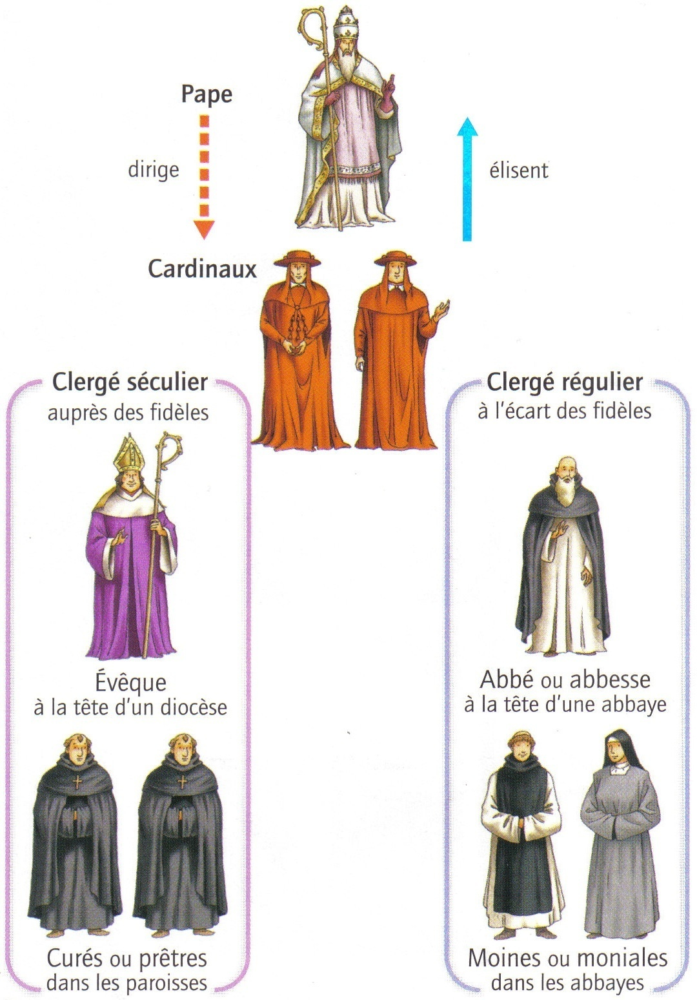 Pape
dirige
élisent
Cardinaux
Clergé séculier
auprès des fidèles
Évêque
à la tête d'un diocèse
Curés ou prêtres
dans les paroisses
Clergé régulier
à l'écart des fidèles
Abbé ou abbesse
à la tête d'une abbaye
Moines ou moniales
dans les abbayes